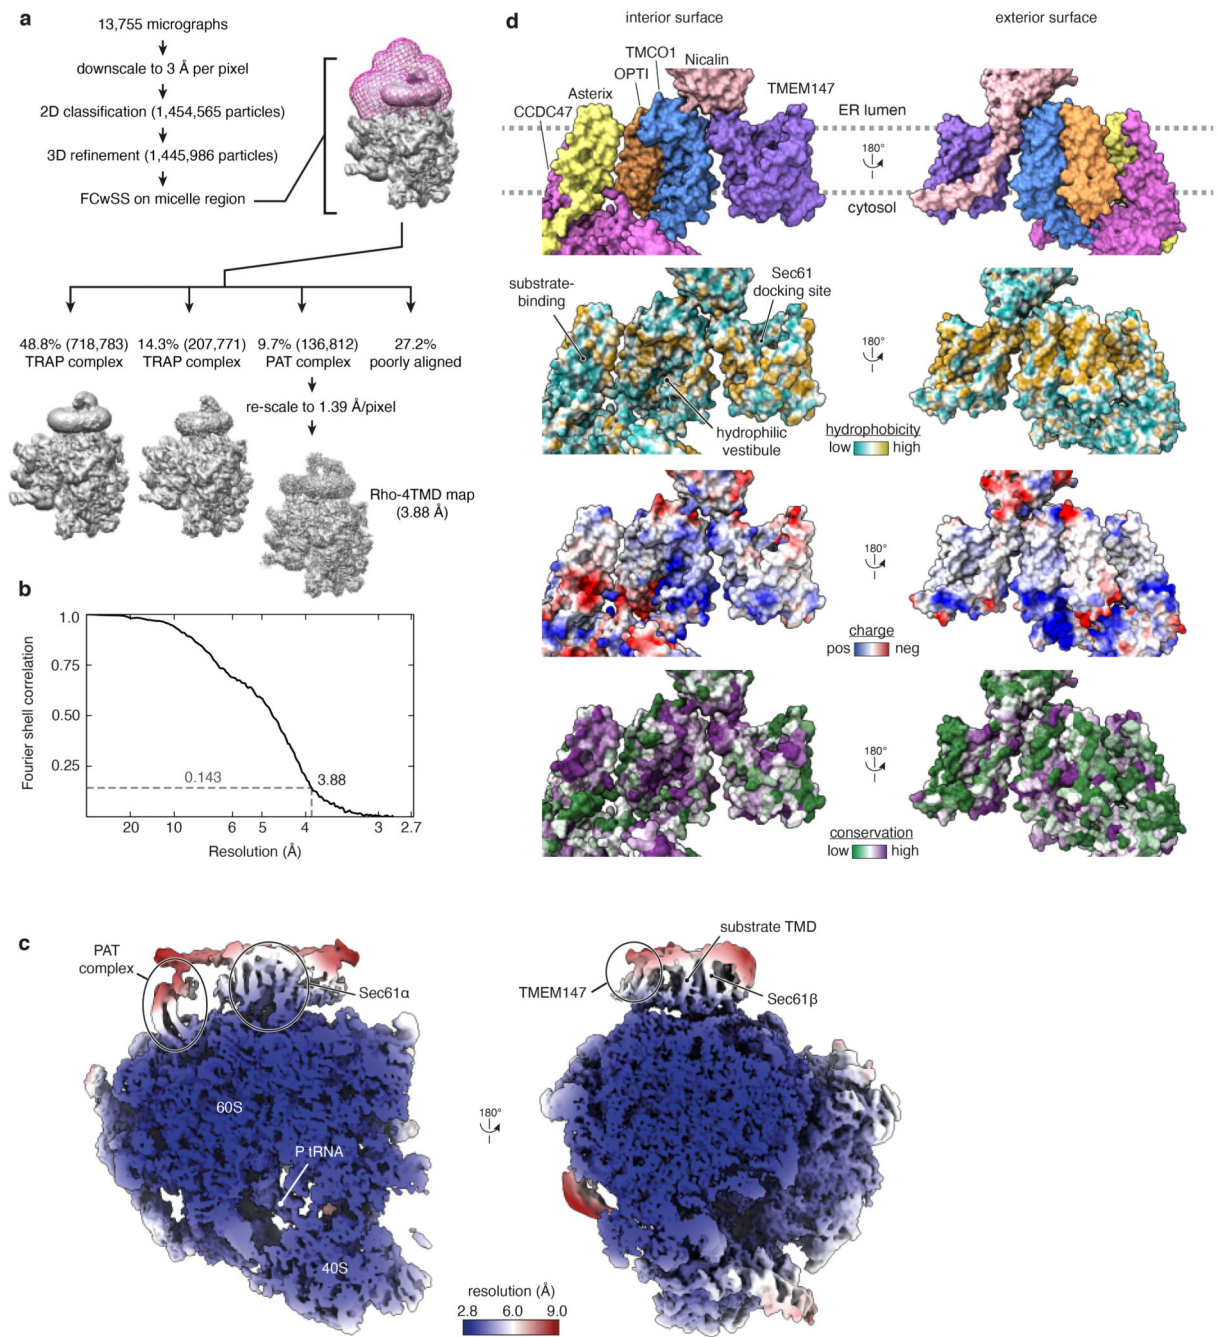 a
13,755 micrographs
downscale to 3 Å per pixel
2D classification (1,454,565 particles)
3D refinement (1,445,986 particles)
FCwSS on micelle region
48.8% (718,783)
TRAP complex
14.3% (207,771)
TRAP complex
9.7% (136,812)
PAT complex
27.2%
poorly aligned
re-scale to 1.39 Å/pixel
Rho-4TMD map
(3.88 Å)
b
Fourier shell correlation
1.0
0.75
0.50
0.25
0.143
3.88
20
10
6
5
4
3
2.7
Resolution (Å)
c
PAT
complex
Sec61α
60S
P tRNA
40S
180°
substrate TMD
TMEM147
Sec61β
resolution (Å)
2.8
6.0
9.0
d
interior surface
exterior surface
TMCO1
Nicalin
OPTI
TMEM147
Asterix
CCDC47
ER lumen
180°
cytosol
substrate-
binding
Sec61
docking site
hydrophilic
vestibule
180°
hydrophobicity
low
high
180°
charge
pos
neg
180°
conservation
low
high